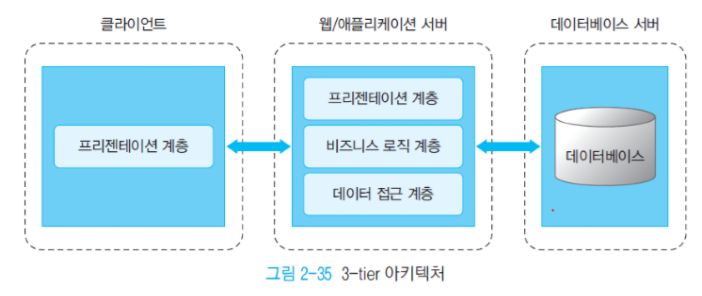 클라이언트
웹/애플리케이션 서버
데이터베이스 서버
프리젠테이션 계층
프리젠테이션 계층
비즈니스 로직 계층
데이터 접근 계층
데이터베이스
그림 2-35 3-tier 아키텍처